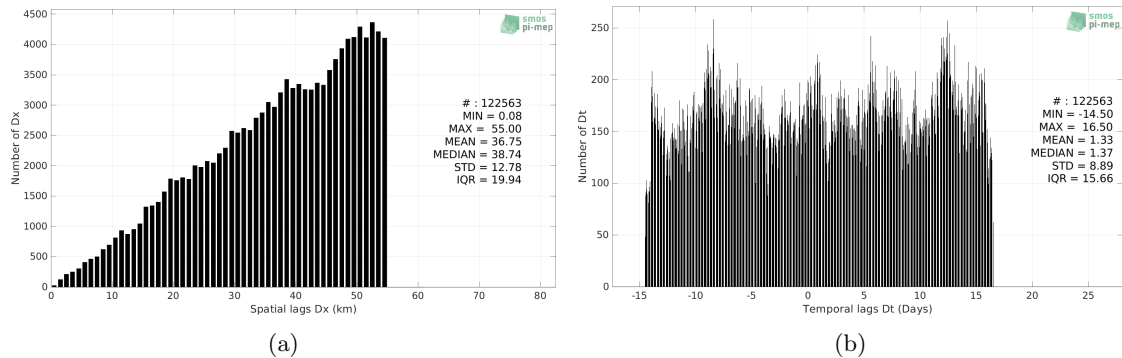 4500
4000
3500
3000
2500
2000
1500
1000
500
0
Number of Dx
smos
pi-mep
# : 122563
MIN = 0.08
MAX = 55.00
MEAN = 36.75
MEDIAN = 38.74
STD = 12.78
IQR = 19.94
0 10 20 30 40 50 60 70 80
Spatial lags Dx (km)
(a)
250
200
150
100
50
0
Number of Dt
smos
pi-mep
# : 122563
MIN = -14.50
MAX = 16.50
MEAN = 1.33
MEDIAN = 1.37
STD = 8.89
IQR = 15.66
-15 -10 -5 0 5 10 15 20 25
Temporal lags Dt (Days)
(b)